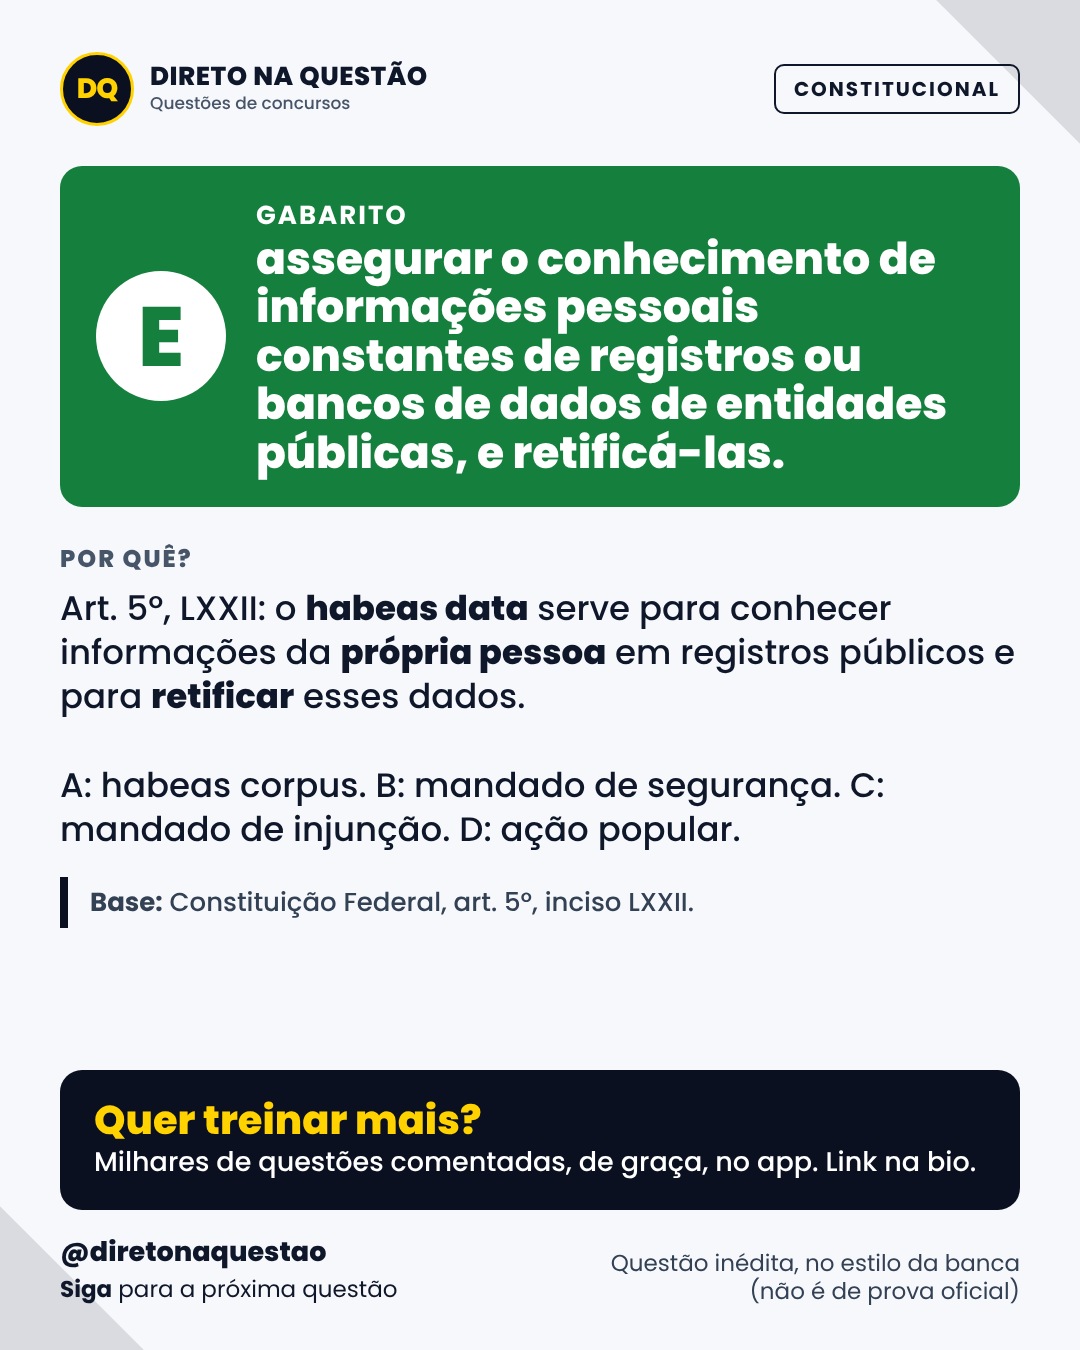 DQ
DIRETO NA QUESTÃO
Questões de concursos
CONSTITUCIONAL
GABARITO
E
assegurar o conhecimento de
informações pessoais
constantes de registros ou
bancos de dados de entidades
públicas, e retificá-las.
POR QUÊ?
Art. 5º, LXXII: o habeas data serve para conhecer
informações da própria pessoa em registros públicos e
para retificar esses dados.
A: habeas corpus. B: mandado de segurança. C:
mandado de injunção. D: ação popular.
Base: Constituição Federal, art. 5º, inciso LXXII.
Quer treinar mais?
Milhares de questões comentadas, de graça, no app. Link na bio.
@diretonaquestao
Siga para a próxima questão
Questão inédita, no estilo da banca
(não é de prova oficial)